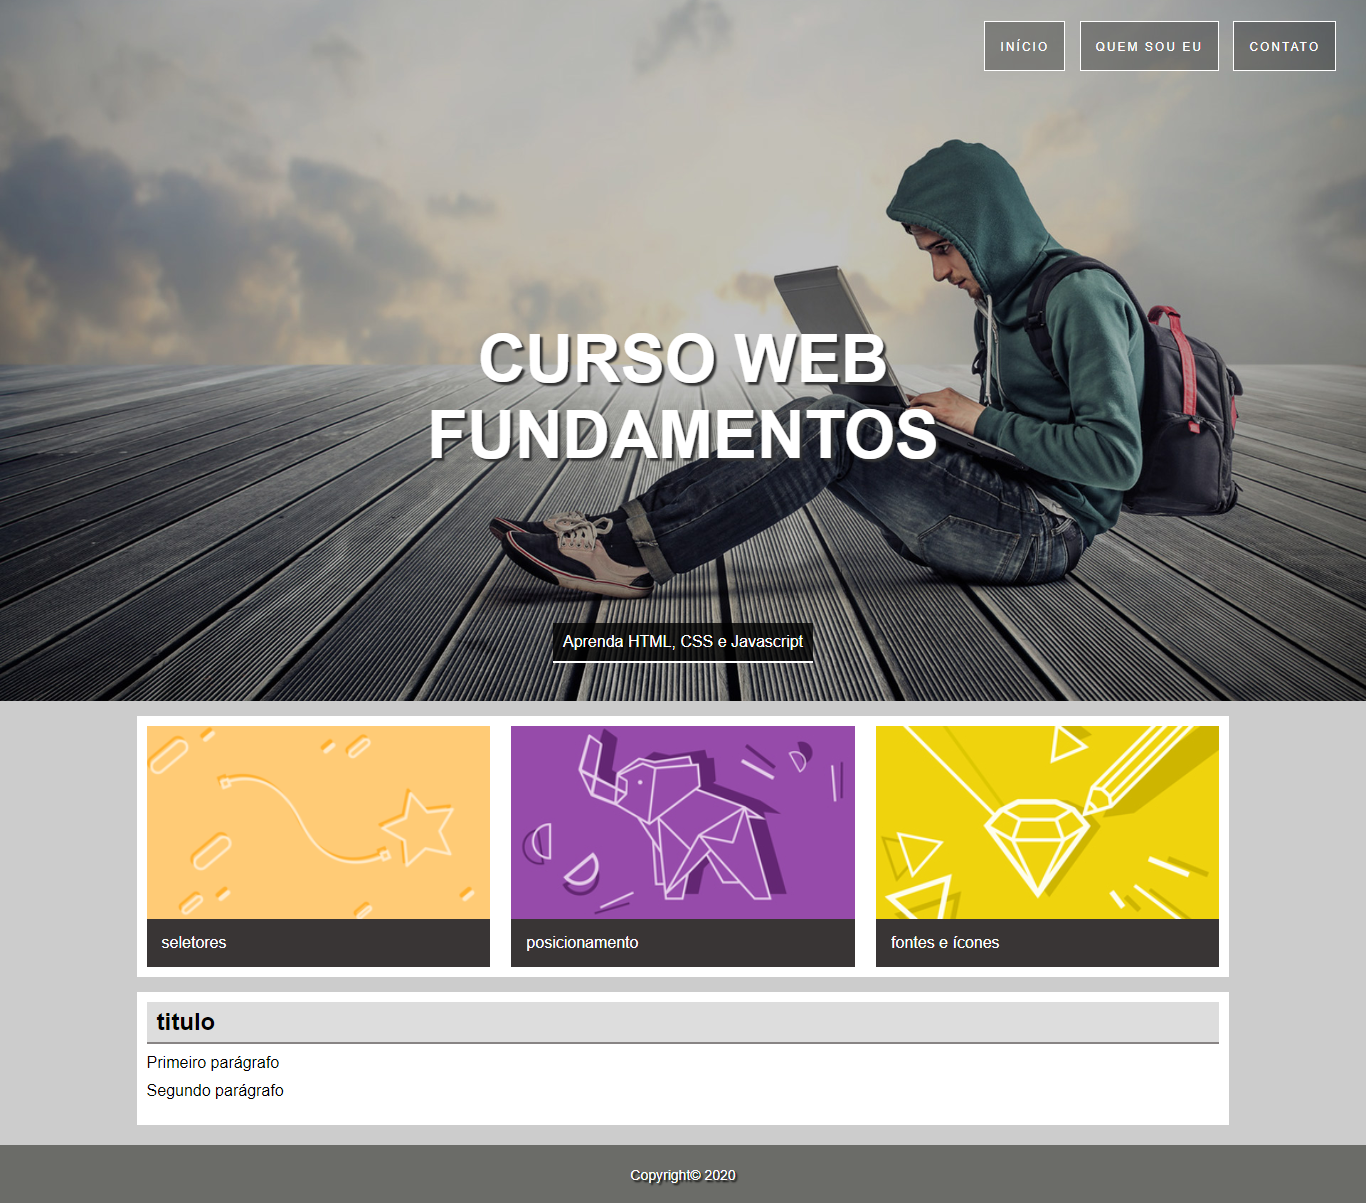 INÍCIO QUEM SOU EU CONTATO
CURSO WEB
FUNDAMENTOS
Aprenda HTML, CSS e Javascript
seletores posicionamento fontes e ícones
titulo
Primeiro parágrafo
Segundo parágrafo
Copyright© 2020